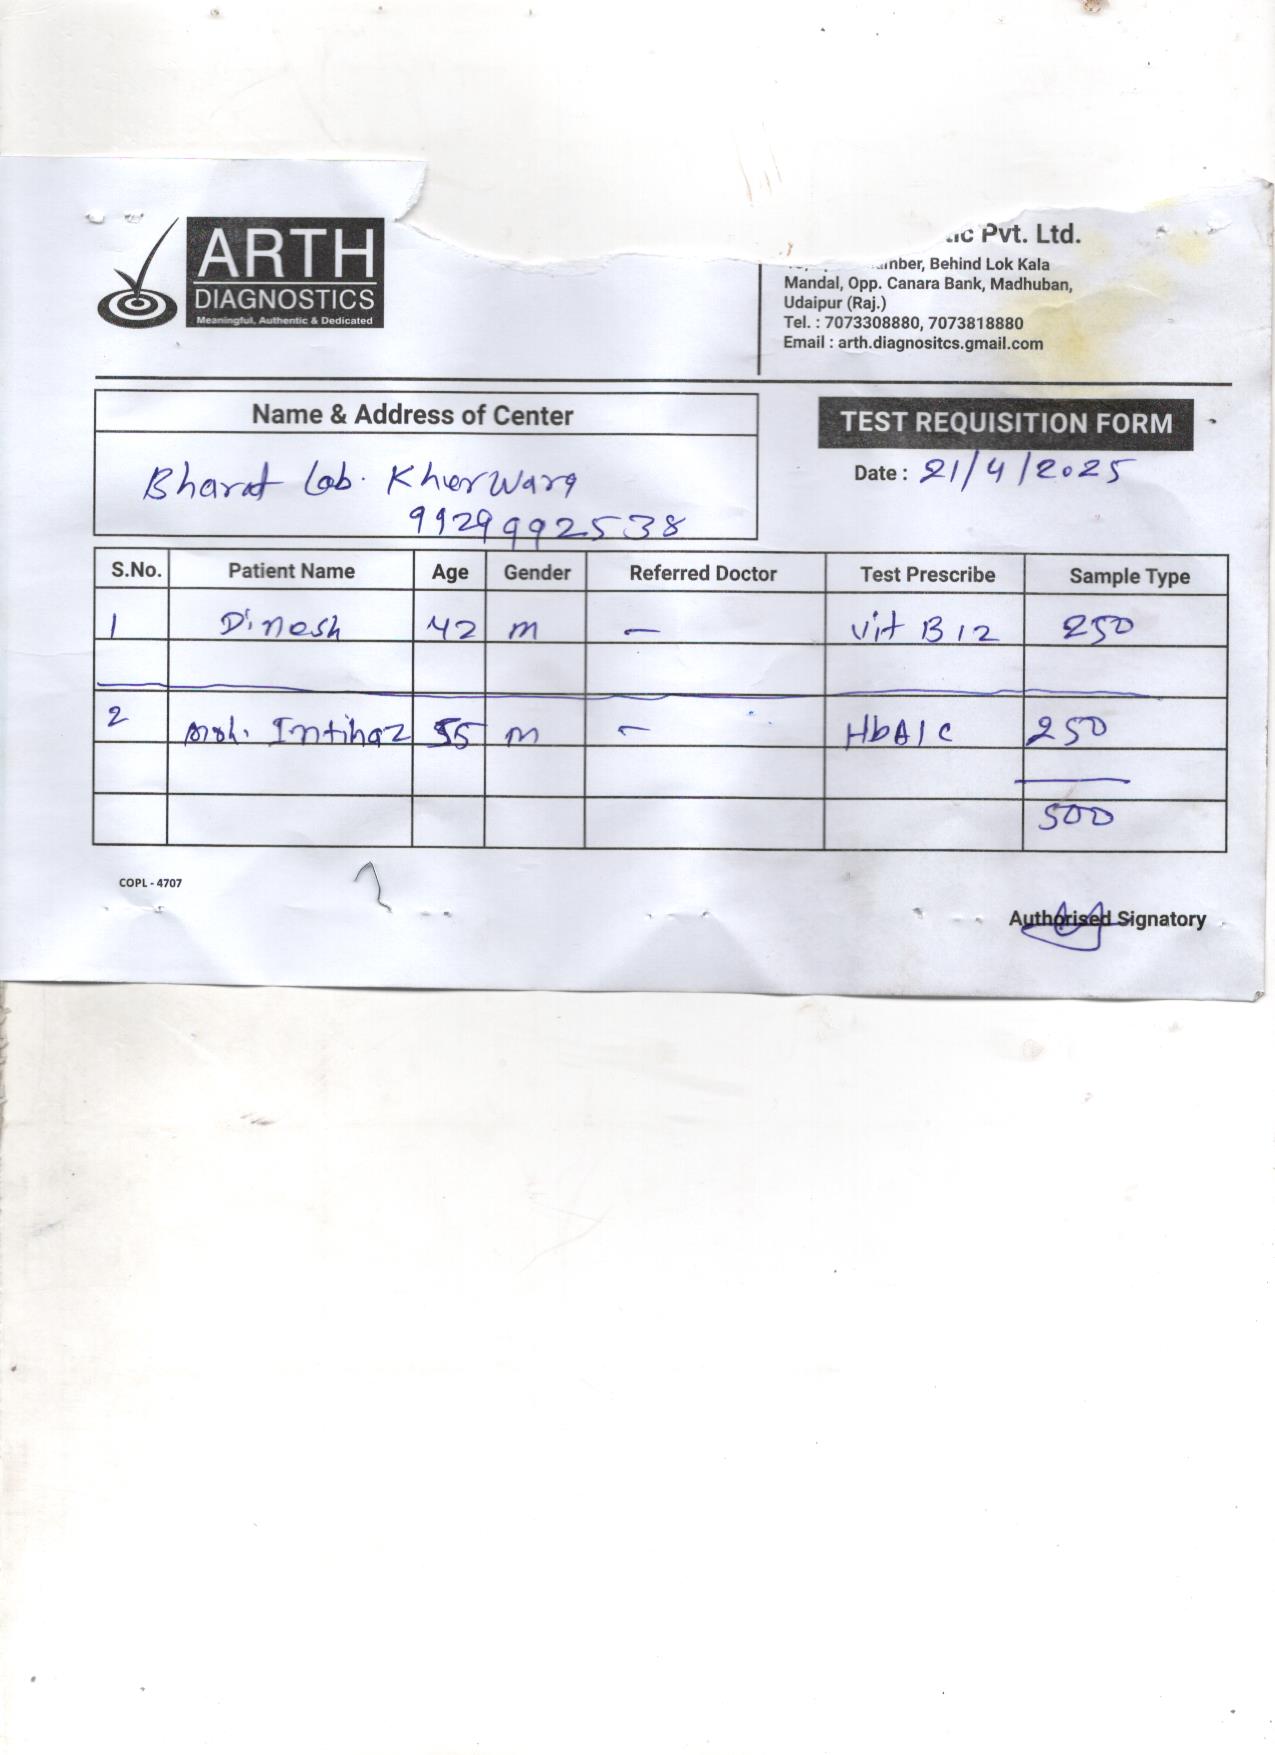 ARTH
DIAGNOSTICS
Meaningful, Authentic & Dedicated
Pvt. Ltd.
Behind Lok Kala
Mandal, Opp. Canara Bank, Madhuban,
Udaipur (Raj.)
Tel. : 7073308880, 7073818880
Email : arth.diagnositcs.gmail.com
Name & Address of Center
TEST REQUISITION FORM
Date : 21/4/2025
Bharat Lab. Kherwara
9929992538
S.No. Patient Name Age Gender Referred Doctor Test Prescribe Sample Type
1 Dinesh 42 m — Vit B12 250
2 Moh. Intihaz 55 m — HbA1C 250
500
COPL - 4707
Authorised Signatory